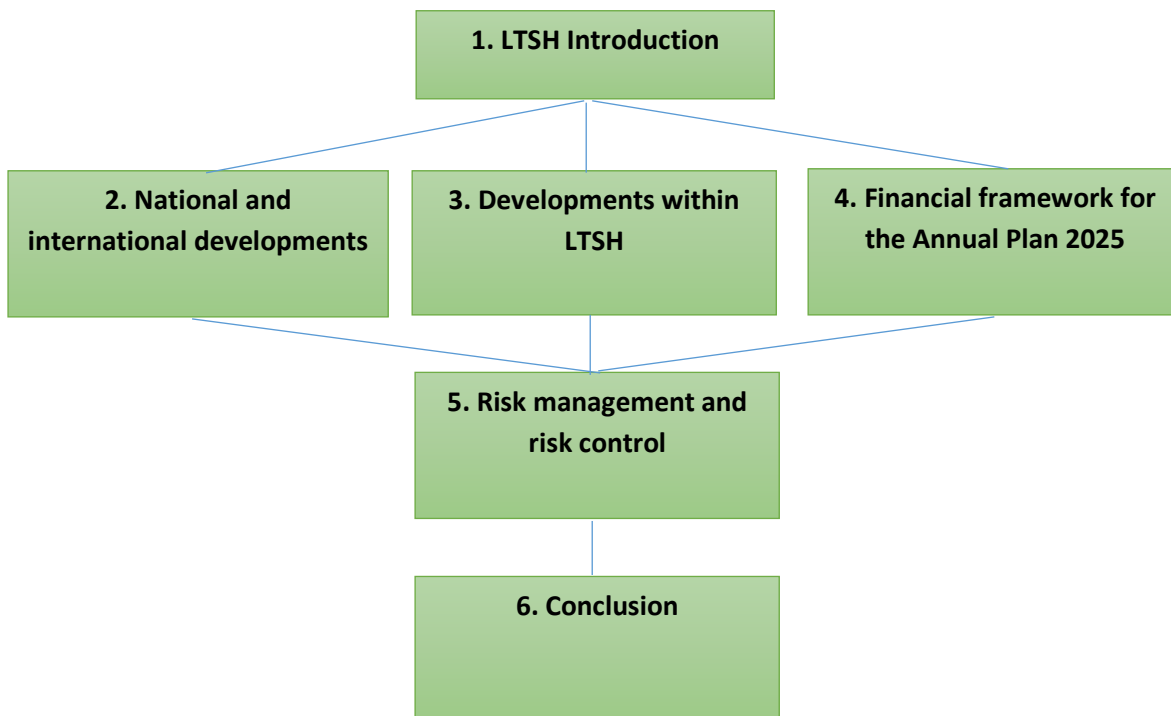 1. LTSH Introduction
2. National and
international developments
3. Developments within
LTSH
4. Financial framework for
the Annual Plan 2025
5. Risk management and
risk control
6. Conclusion